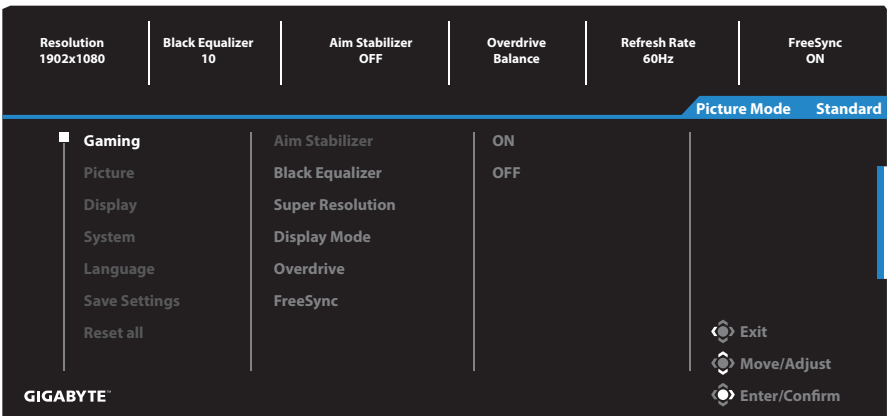 Resolution
1902x1080
Black Equalizer
10
Aim Stabilizer
OFF
Overdrive
Balance
Refresh Rate
60Hz
FreeSync
ON
Picture Mode Standard
Gaming
Picture
Display
System
Language
Save Settings
Reset all
Aim Stabilizer
Black Equalizer
Super Resolution
Display Mode
Overdrive
FreeSync
ON
OFF
Exit
Move/Adjust
Enter/Confirm
GIGABYTE™